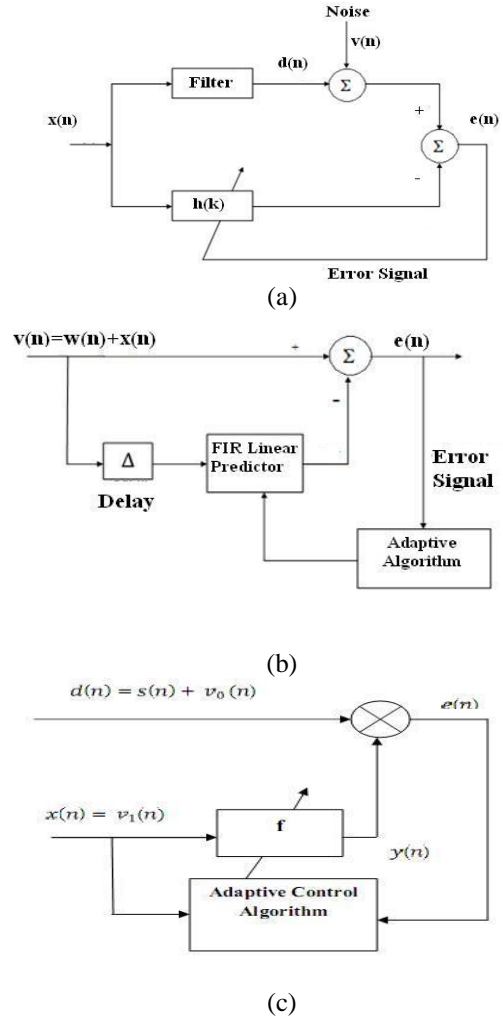 Noise
v(n)
d(n)
Filter
Σ
x(n)
+
e(n)
Σ
-
h(k)
Error Signal
(a)
v(n)=w(n)+x(n)
+
Σ
e(n)
-
FIR Linear
Predictor
Δ
Delay
Error
Signal
Adaptive
Algorithm
(b)
d(n) = s(n) + v₀(n)
e(n)
x(n) = v₁(n)
f
y(n)
Adaptive Control
Algorithm
(c)